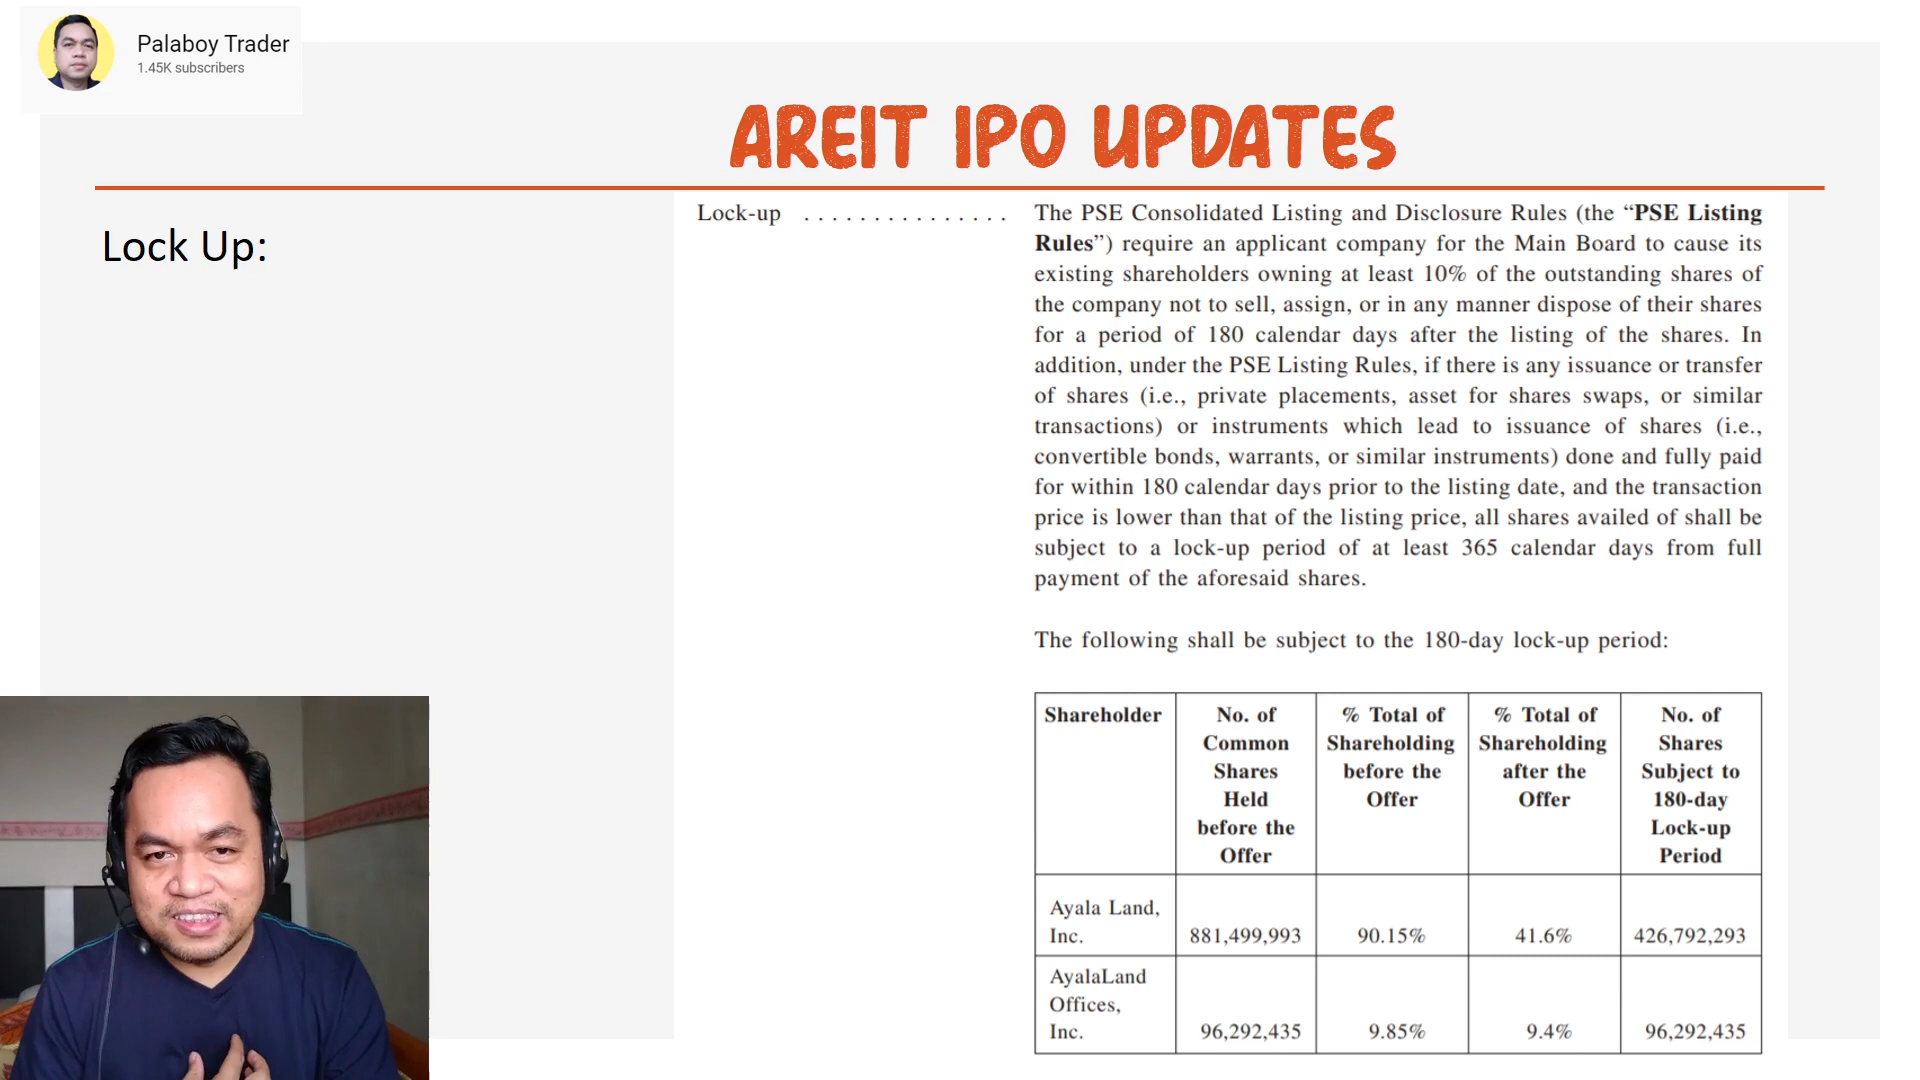 Palaboy Trader
1.45K subscribers
AREIT IPO UPDATES
Lock Up:
Lock-up ............... The PSE Consolidated Listing and Disclosure Rules (the “PSE Listing
Rules”) require an applicant company for the Main Board to cause its
existing shareholders owning at least 10% of the outstanding shares of
the company not to sell, assign, or in any manner dispose of their shares
for a period of 180 calendar days after the listing of the shares. In
addition, under the PSE Listing Rules, if there is any issuance or transfer
of shares (i.e., private placements, asset for shares swaps, or similar
transactions) or instruments which lead to issuance of shares (i.e.,
convertible bonds, warrants, or similar instruments) done and fully paid
for within 180 calendar days prior to the listing date, and the transaction
price is lower than that of the listing price, all shares availed of shall be
subject to a lock-up period of at least 365 calendar days from full
payment of the aforesaid shares.
The following shall be subject to the 180-day lock-up period:
Shareholder
No. of
Common
Shares
Held
before the
Offer
% Total of
Shareholding
before the
Offer
% Total of
Shareholding
after the
Offer
No. of
Shares
Subject to
180-day
Lock-up
Period
Ayala Land,
Inc. 881,499,993 90.15% 41.6% 426,792,293
AyalaLand
Offices,
Inc. 96,292,435 9.85% 9.4% 96,292,435